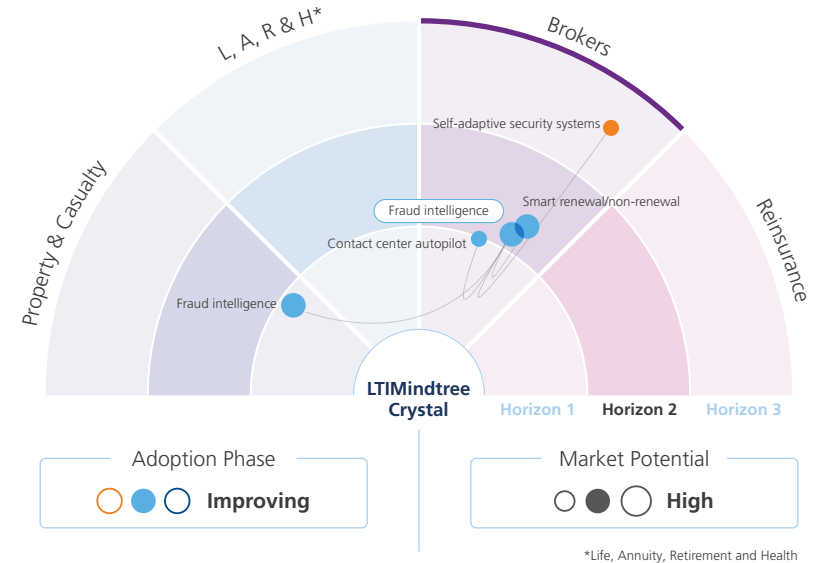 L, A, R & H*
Brokers
Property & Casualty
Reinsurance
Self-adaptive security systems
Smart renewal/non-renewal
Fraud intelligence
Contact center autopilot
Fraud intelligence
LTIMindtree
Crystal
Horizon 1
Horizon 2
Horizon 3
Adoption Phase
Improving
Market Potential
High
*Life, Annuity, Retirement and Health